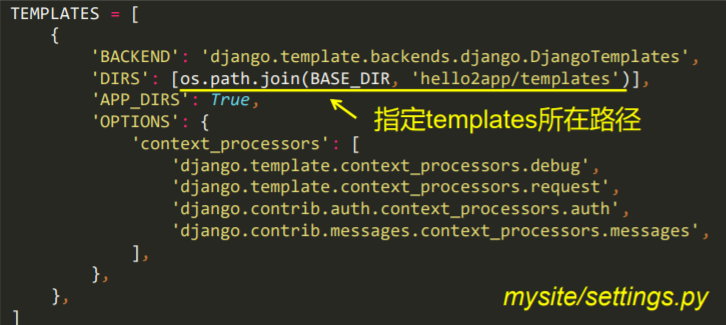 TEMPLATES = [
    {
        'BACKEND': 'django.template.backends.django.DjangoTemplates',
        'DIRS': [os.path.join(BASE_DIR, 'hello2app/templates')],
        'APP_DIRS': True,
指定templates所在路径
        'OPTIONS': {
            'context_processors': [
                'django.template.context_processors.debug',
                'django.template.context_processors.request',
                'django.contrib.auth.context_processors.auth',
                'django.contrib.messages.context_processors.messages',
            ],
        },
    },
mysite/settings.py
]